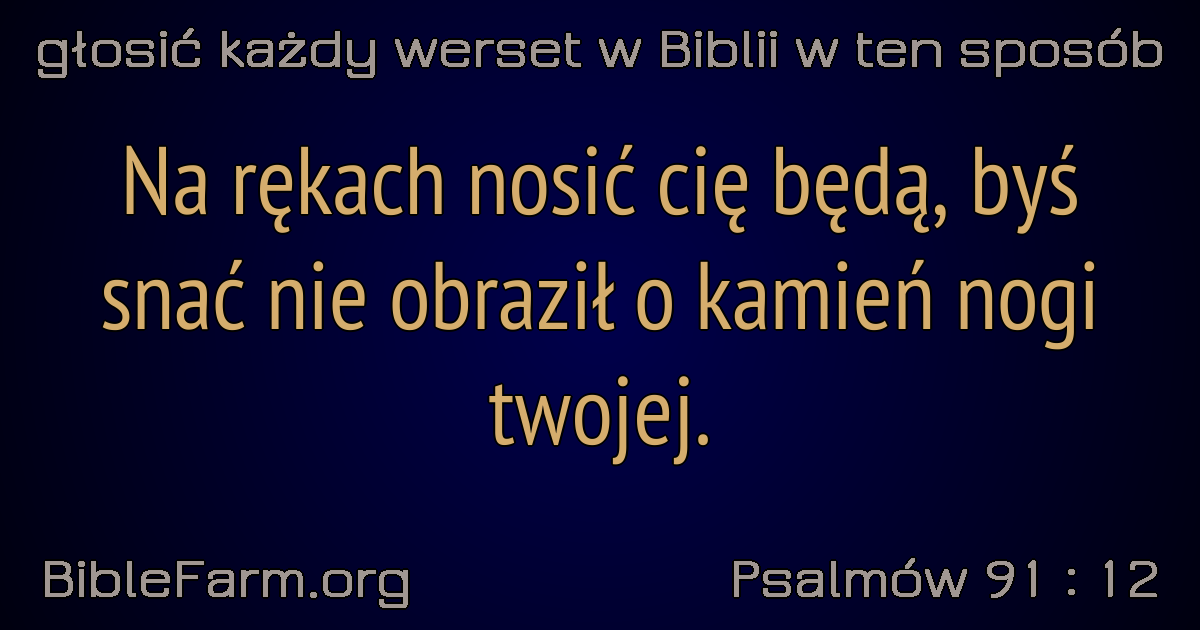 głosić każdy werset w Biblii w ten sposób
Na rękach nosić cię będą, byś
snać nie obraził o kamień nogi
twojej.
BibleFarm.org
Psalmów 91 : 12